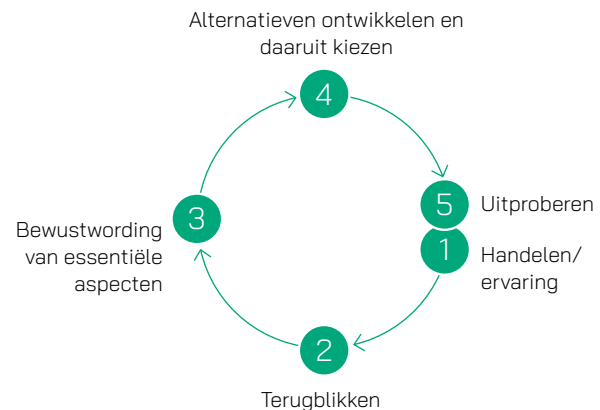 Alternatieven ontwikkelen en
daaruit kiezen
4
5
Uitproberen
3
Bewustwording
van essentiële
aspecten
1
Handelen/
ervaring
2
Terugblikken